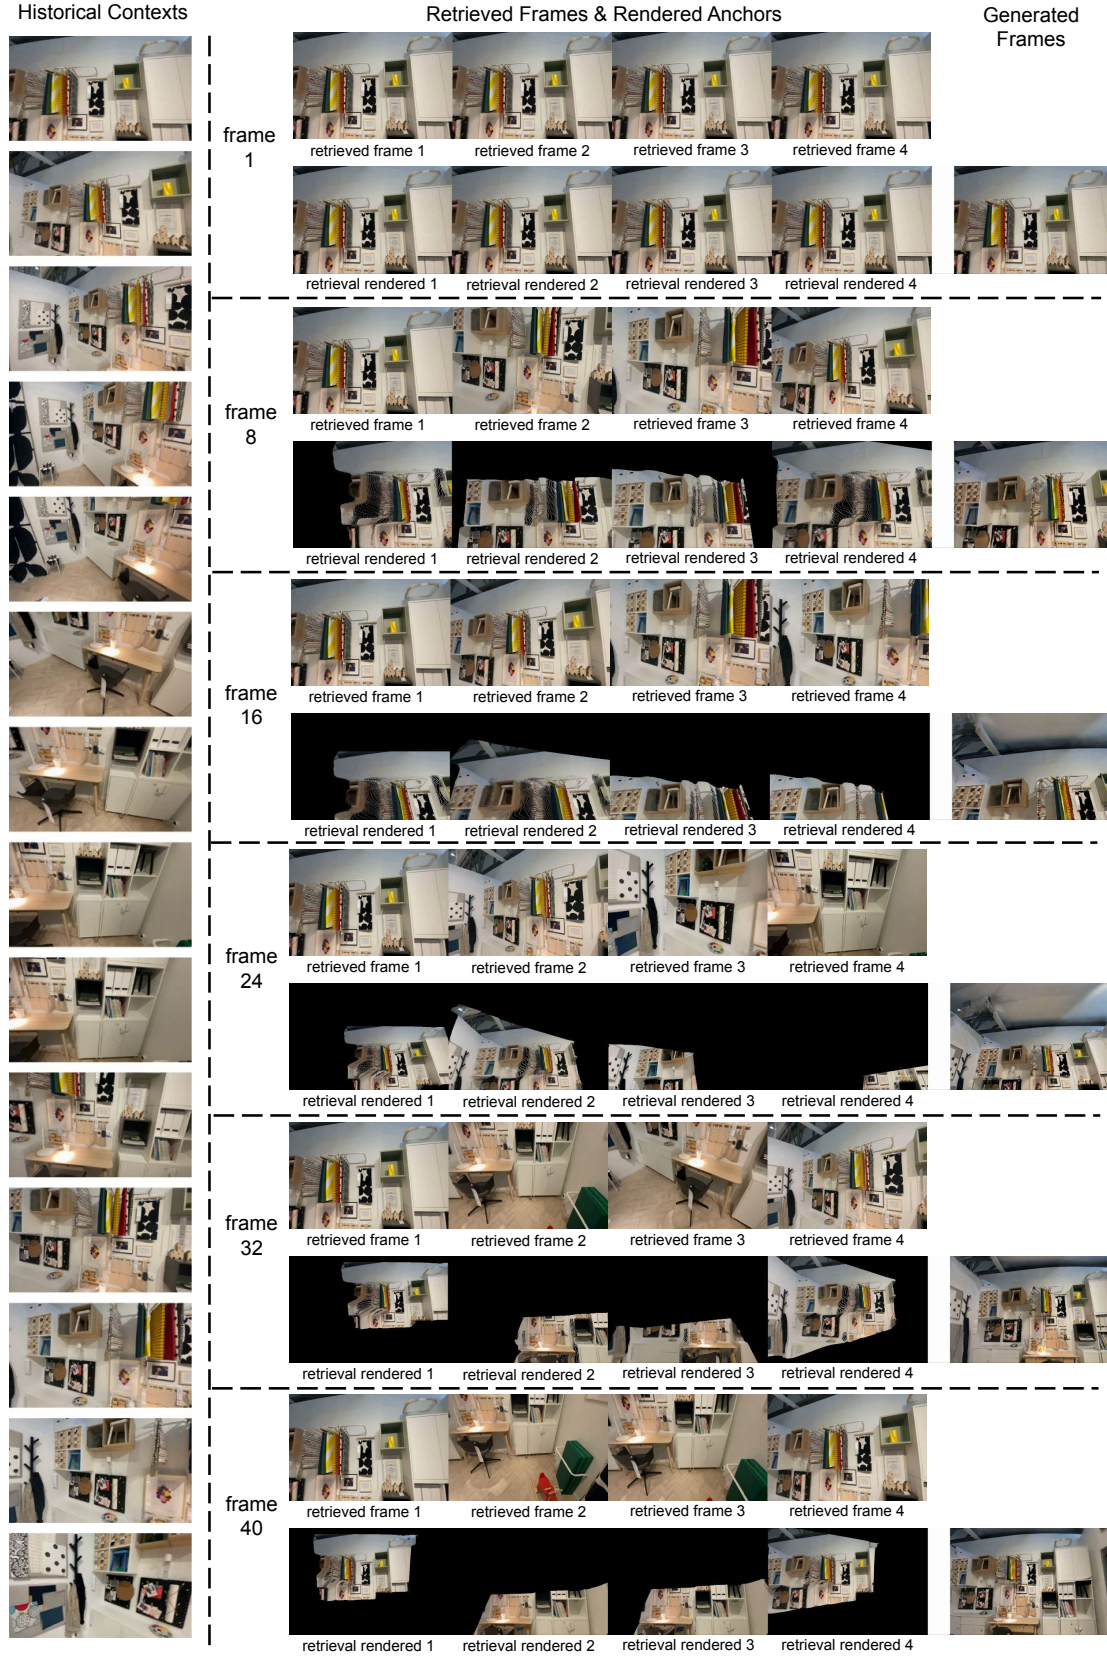 Historical Contexts
Retrieved Frames & Rendered Anchors
Generated
Frames
frame
1
retrieved frame 1
retrieved frame 2
retrieved frame 3
retrieved frame 4
retrieval rendered 1
retrieval rendered 2
retrieval rendered 3
retrieval rendered 4
frame
8
retrieved frame 1
retrieved frame 2
retrieved frame 3
retrieved frame 4
retrieval rendered 1
retrieval rendered 2
retrieval rendered 3
retrieval rendered 4
frame
16
retrieved frame 1
retrieved frame 2
retrieved frame 3
retrieved frame 4
retrieval rendered 1
retrieval rendered 2
retrieval rendered 3
retrieval rendered 4
frame
24
retrieved frame 1
retrieved frame 2
retrieved frame 3
retrieved frame 4
retrieval rendered 1
retrieval rendered 2
retrieval rendered 3
retrieval rendered 4
frame
32
retrieved frame 1
retrieved frame 2
retrieved frame 3
retrieved frame 4
retrieval rendered 1
retrieval rendered 2
retrieval rendered 3
retrieval rendered 4
frame
40
retrieved frame 1
retrieved frame 2
retrieved frame 3
retrieved frame 4
retrieval rendered 1
retrieval rendered 2
retrieval rendered 3
retrieval rendered 4